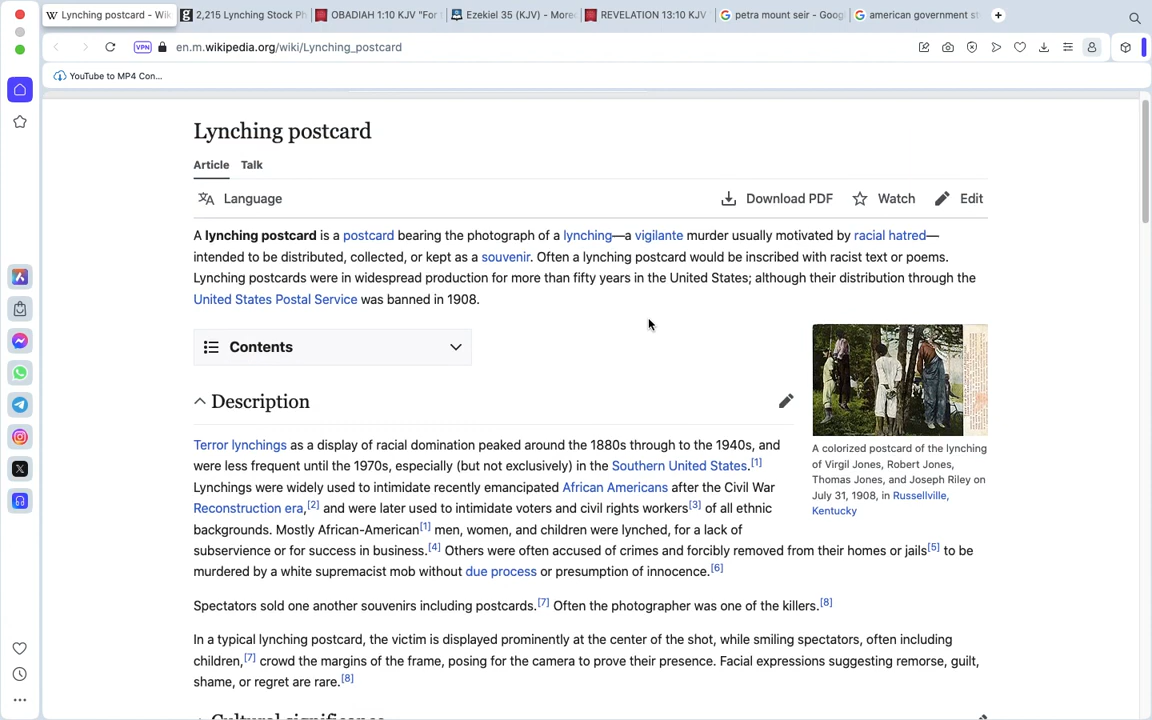 Lynching postcard - Wik
2,215 Lynching Stock Ph
OBADIAH 1:10 KJV "For
Ezekiel 35 (KJV) - More
REVELATION 13:10 KJV
petra mount seir - Goog
american government st
VPN en.m.wikipedia.org/wiki/Lynching_postcard
YouTube to MP4 Con...
Lynching postcard
Article Talk
Language Download PDF Watch Edit
A lynching postcard is a postcard bearing the photograph of a lynching—a vigilante murder usually motivated by racial hatred—
intended to be distributed, collected, or kept as a souvenir. Often a lynching postcard would be inscribed with racist text or poems.
Lynching postcards were in widespread production for more than fifty years in the United States; although their distribution through the
United States Postal Service was banned in 1908.
Contents
A colorized postcard of the lynching
of Virgil Jones, Robert Jones,
Thomas Jones, and Joseph Riley on
July 31, 1908, in Russellville,
Kentucky
Description
Terror lynchings as a display of racial domination peaked around the 1880s through to the 1940s, and
were less frequent until the 1970s, especially (but not exclusively) in the Southern United States.[1]
Lynchings were widely used to intimidate recently emancipated African Americans after the Civil War
Reconstruction era,[2] and were later used to intimidate voters and civil rights workers[3] of all ethnic
backgrounds. Mostly African-American[1] men, women, and children were lynched, for a lack of
subservience or for success in business.[4] Others were often accused of crimes and forcibly removed from their homes or jails[5] to be
murdered by a white supremacist mob without due process or presumption of innocence.[6]
Spectators sold one another souvenirs including postcards.[7] Often the photographer was one of the killers.[8]
In a typical lynching postcard, the victim is displayed prominently at the center of the shot, while smiling spectators, often including
children,[7] crowd the margins of the frame, posing for the camera to prove their presence. Facial expressions suggesting remorse, guilt,
shame, or regret are rare.[8]
Cultural significance